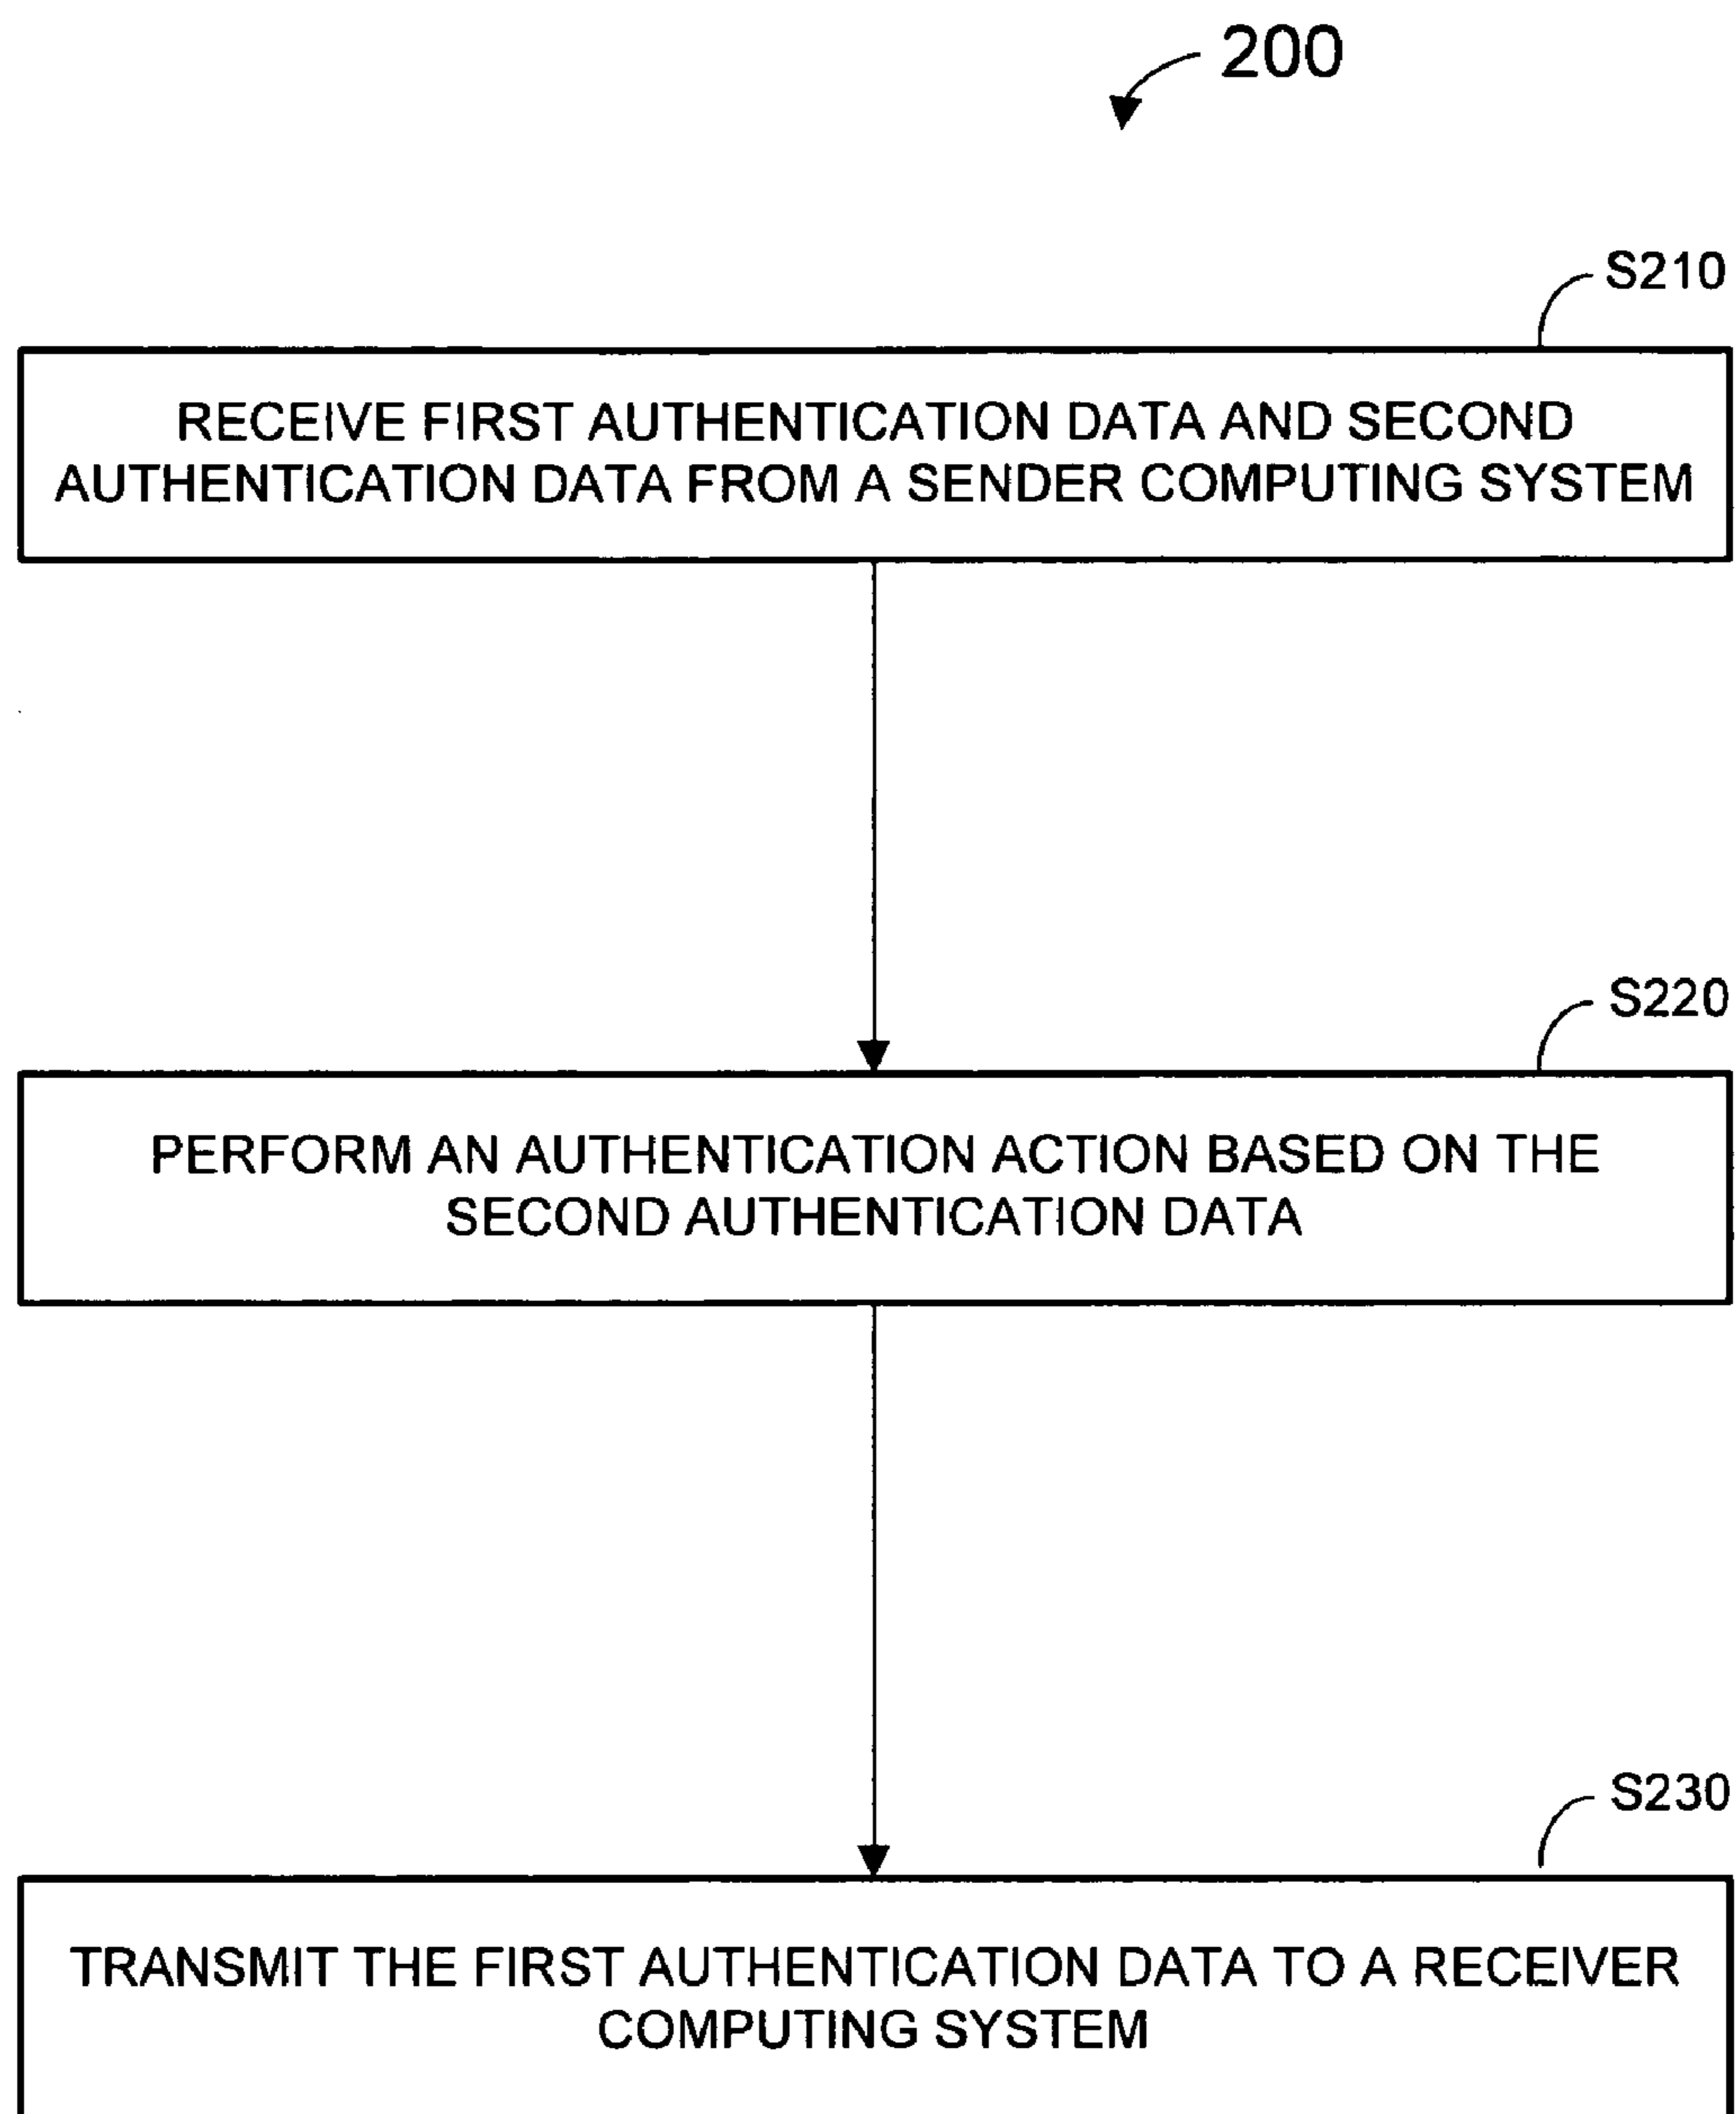 200
S210
RECEIVE FIRST AUTHENTICATION DATA AND SECOND
AUTHENTICATION DATA FROM A SENDER COMPUTING SYSTEM
S220
PERFORM AN AUTHENTICATION ACTION BASED ON THE
SECOND AUTHENTICATION DATA
S230
TRANSMIT THE FIRST AUTHENTICATION DATA TO A RECEIVER
COMPUTING SYSTEM